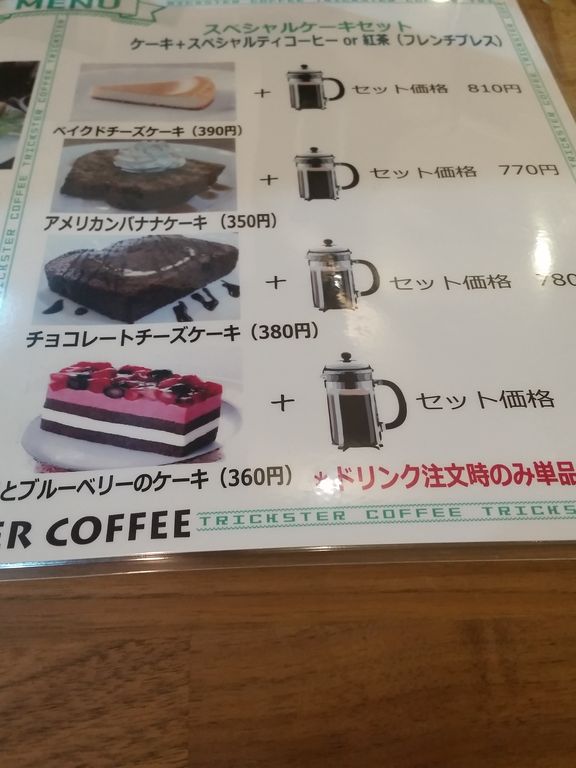 MENU
スペシャルケーキセット
ケーキ＋スペシャルティコーヒー or 紅茶（フレンチプレス）
+ セット価格 810円
ベイクドチーズケーキ（390円）
+ セット価格 770円
アメリカンバナナケーキ（350円）
+ セット価格 780
チョコレートチーズケーキ（380円）
+ セット価格
とブルーベリーのケーキ（360円）
*ドリンク注文時のみ単品
ER COFFEE
TRICKSTER COFFEE TRICKS